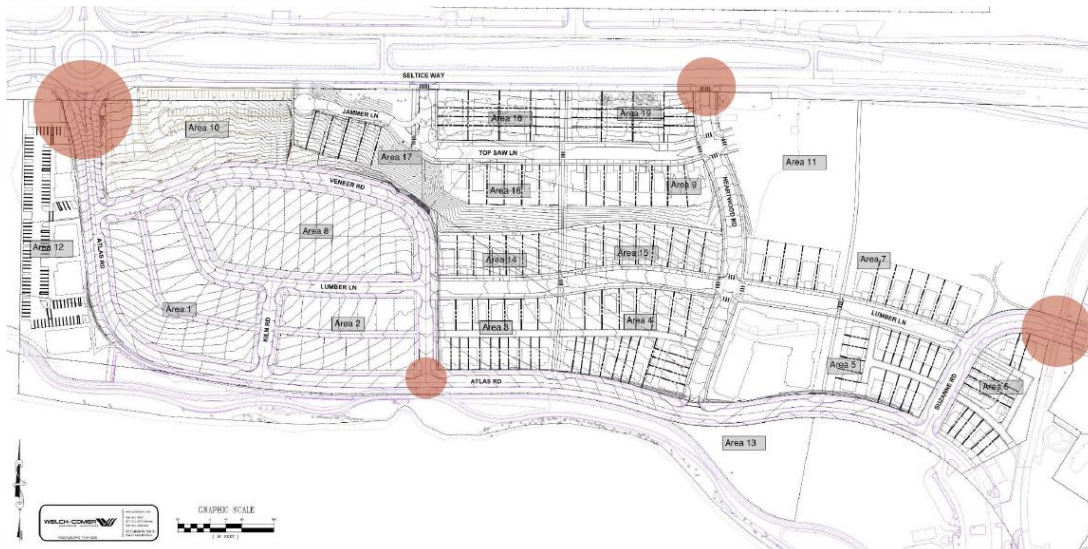 SELTICE WAY
JAMMER LN
Area 18
Area 19
Area 10
Area 17
TOP SAW LN
Area 11
VENEER RD
Area 16
Area 9
HEARTWOOD RD
Area 12
ATLAS RD
Area 8
Area 14
Area 15
Area 7
LUMBER LN
Area 1
KILN RD
Area 2
Area 3
Area 4
LUMBER LN
ATLAS RD
Area 5
SUZANNE RD
Area 6
Area 13
WELCH-COMER
GRAPHIC SCALE